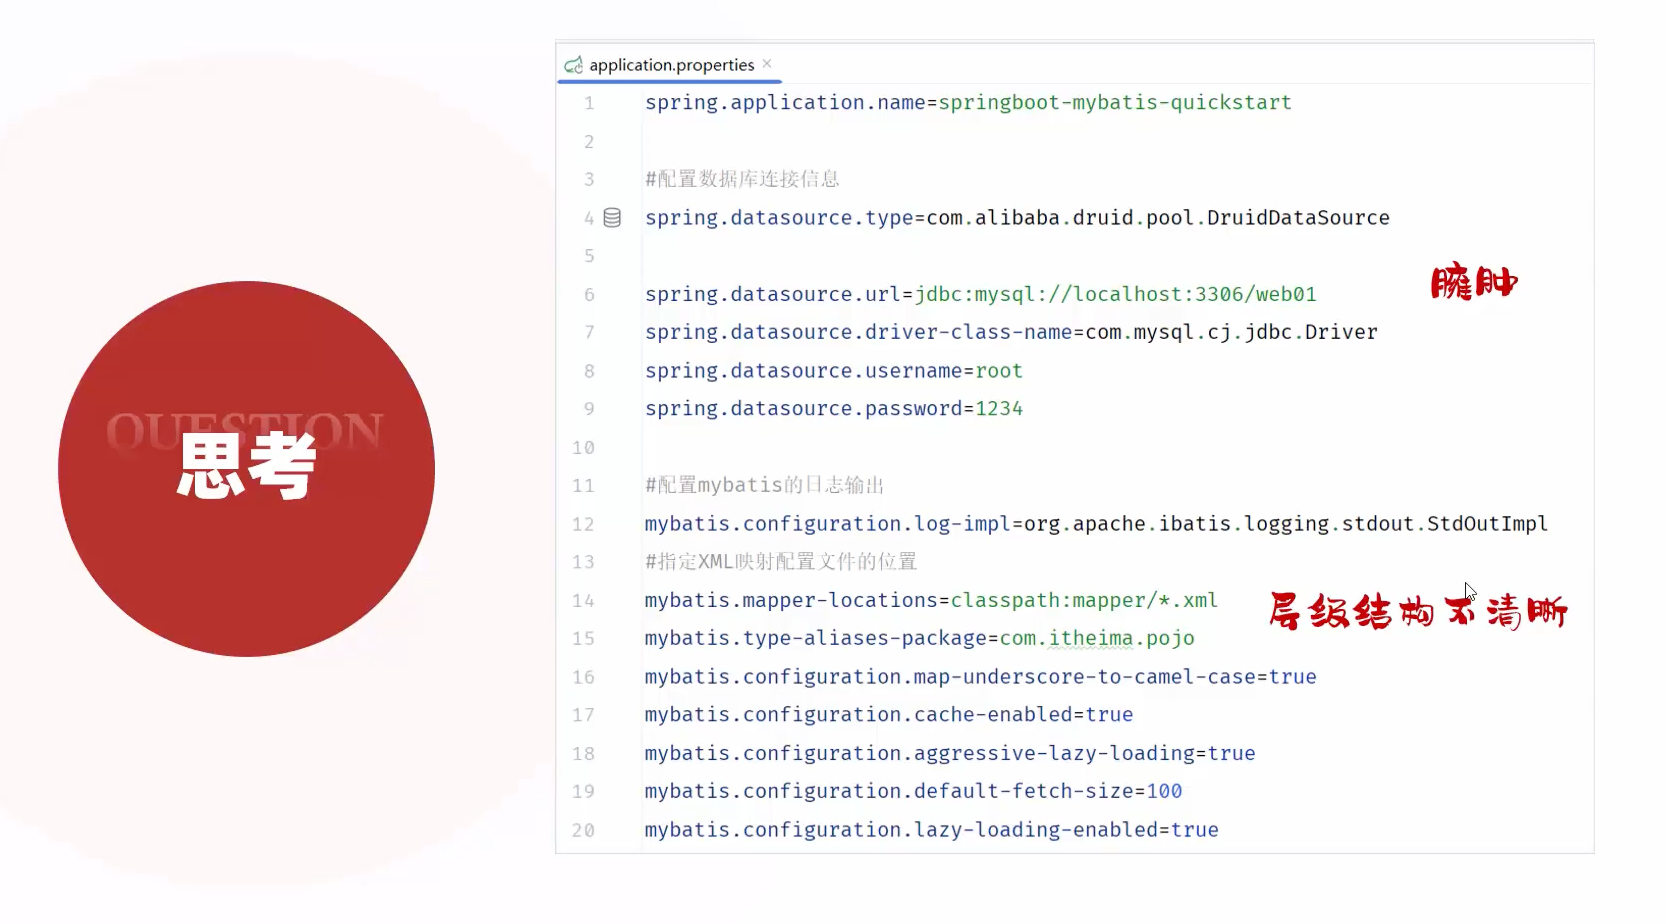 QUESTION
思考
application.properties
1 spring.application.name=springboot-mybatis-quickstart
2
3 #配置数据库连接信息
4 spring.datasource.type=com.alibaba.druid.pool.DruidDataSource
5
6 spring.datasource.url=jdbc:mysql://localhost:3306/web01
臃肿
7 spring.datasource.driver-class-name=com.mysql.cj.jdbc.Driver
8 spring.datasource.username=root
9 spring.datasource.password=1234
10
11 #配置mybatis的日志输出
12 mybatis.configuration.log-impl=org.apache.ibatis.logging.stdout.StdOutImpl
13 #指定XML映射配置文件的位置
14 mybatis.mapper-locations=classpath:mapper/*.xml
层级结构不清晰
15 mybatis.type-aliases-package=com.itheima.pojo
16 mybatis.configuration.map-underscore-to-camel-case=true
17 mybatis.configuration.cache-enabled=true
18 mybatis.configuration.aggressive-lazy-loading=true
19 mybatis.configuration.default-fetch-size=100
20 mybatis.configuration.lazy-loading-enabled=true